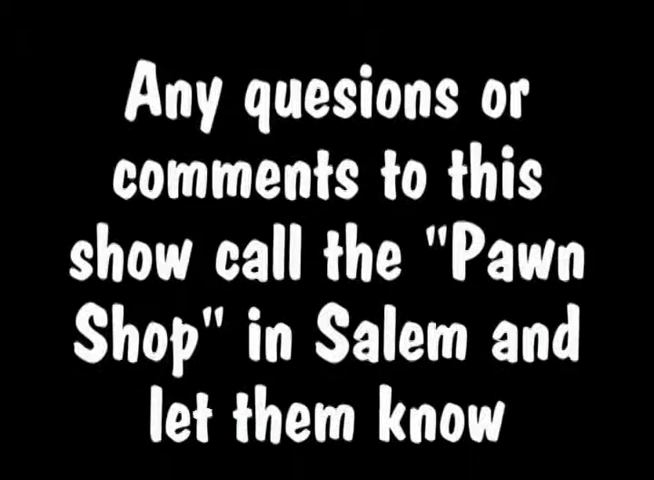 Any quesions or
comments to this
show call the "Pawn
Shop" in Salem and
let them know